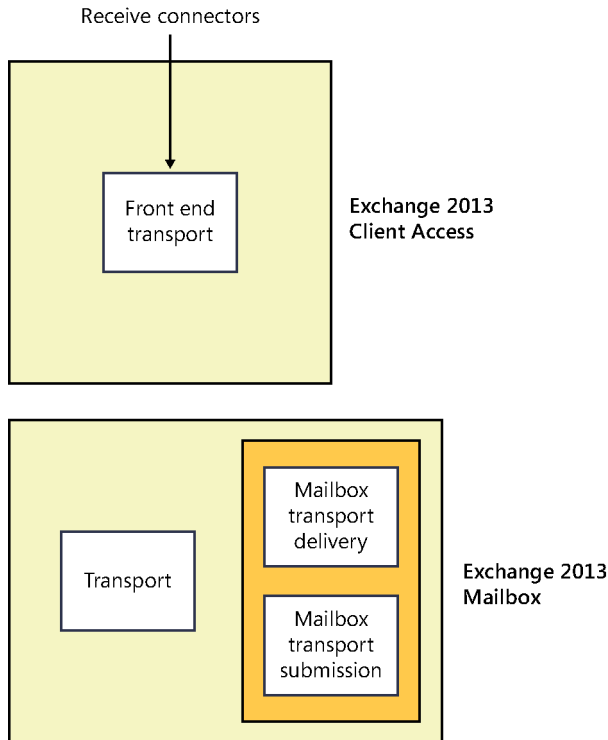 Receive connectors
Front end
transport
Exchange 2013
Client Access
Mailbox
transport
delivery
Transport
Mailbox
transport
submission
Exchange 2013
Mailbox